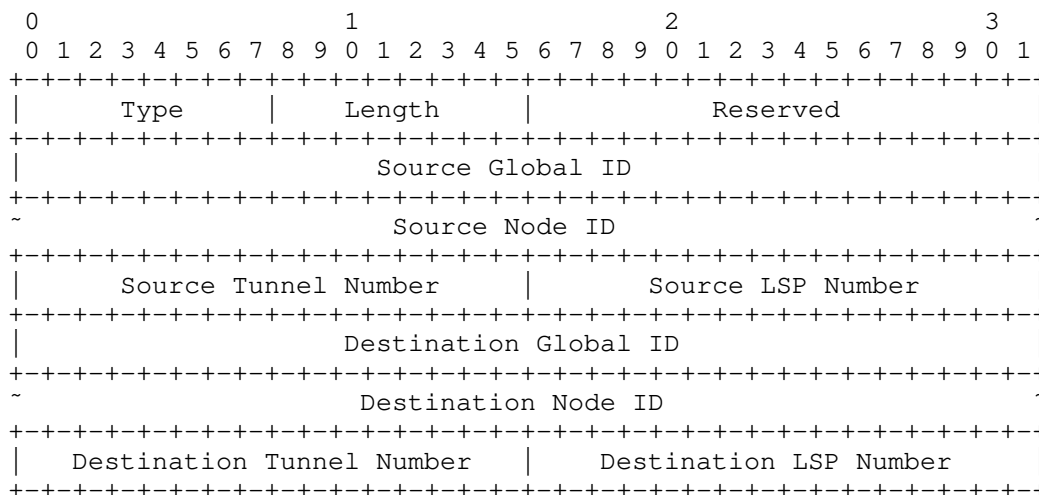 0                   1                   2                   3
 0 1 2 3 4 5 6 7 8 9 0 1 2 3 4 5 6 7 8 9 0 1 2 3 4 5 6 7 8 9 0 1
+-+-+-+-+-+-+-+-+-+-+-+-+-+-+-+-+-+-+-+-+-+-+-+-+-+-+-+-+-+-+-+-
|      Type     |    Length     |           Reserved
+-+-+-+-+-+-+-+-+-+-+-+-+-+-+-+-+-+-+-+-+-+-+-+-+-+-+-+-+-+-+-+-
|                      Source Global ID
+-+-+-+-+-+-+-+-+-+-+-+-+-+-+-+-+-+-+-+-+-+-+-+-+-+-+-+-+-+-+-+-
~                       Source Node ID                          ~
+-+-+-+-+-+-+-+-+-+-+-+-+-+-+-+-+-+-+-+-+-+-+-+-+-+-+-+-+-+-+-+-
|      Source Tunnel Number     |       Source LSP Number
+-+-+-+-+-+-+-+-+-+-+-+-+-+-+-+-+-+-+-+-+-+-+-+-+-+-+-+-+-+-+-+-
|                    Destination Global ID
+-+-+-+-+-+-+-+-+-+-+-+-+-+-+-+-+-+-+-+-+-+-+-+-+-+-+-+-+-+-+-+-
~                     Destination Node ID                       ~
+-+-+-+-+-+-+-+-+-+-+-+-+-+-+-+-+-+-+-+-+-+-+-+-+-+-+-+-+-+-+-+-
|   Destination Tunnel Number   |    Destination LSP Number
+-+-+-+-+-+-+-+-+-+-+-+-+-+-+-+-+-+-+-+-+-+-+-+-+-+-+-+-+-+-+-+-